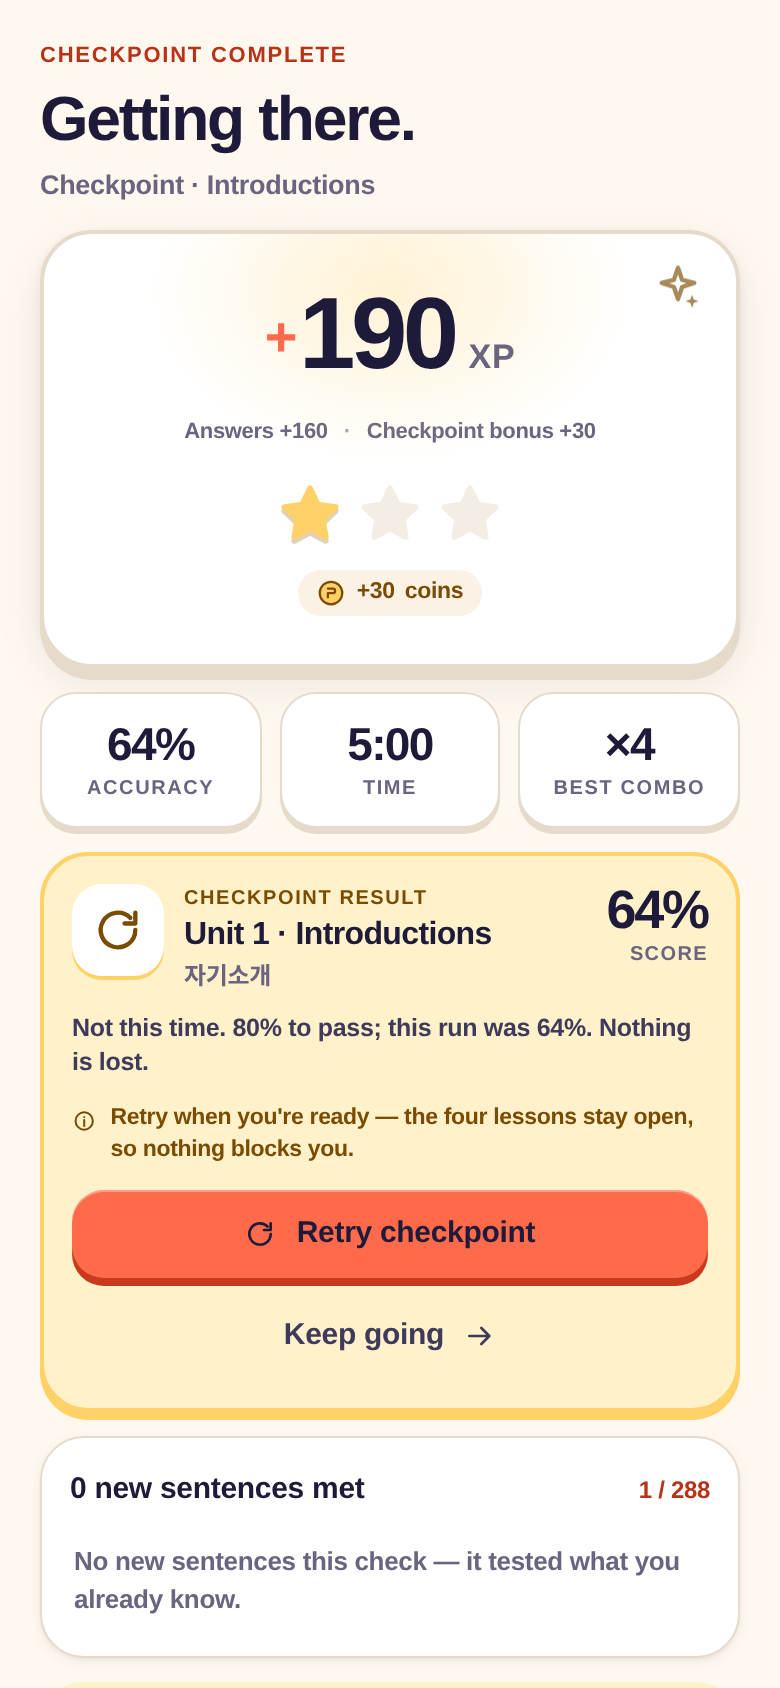 CHECKPOINT COMPLETE
Getting there.
Checkpoint · Introductions
+190 XP
Answers +160 · Checkpoint bonus +30
+30 coins
64%
ACCURACY
5:00
TIME
×4
BEST COMBO
CHECKPOINT RESULT
Unit 1 · Introductions
자기소개
64%
SCORE
Not this time. 80% to pass; this run was 64%. Nothing
is lost.
Retry when you're ready — the four lessons stay open,
so nothing blocks you.
Retry checkpoint
Keep going →
0 new sentences met
1 / 288
No new sentences this check — it tested what you
already know.